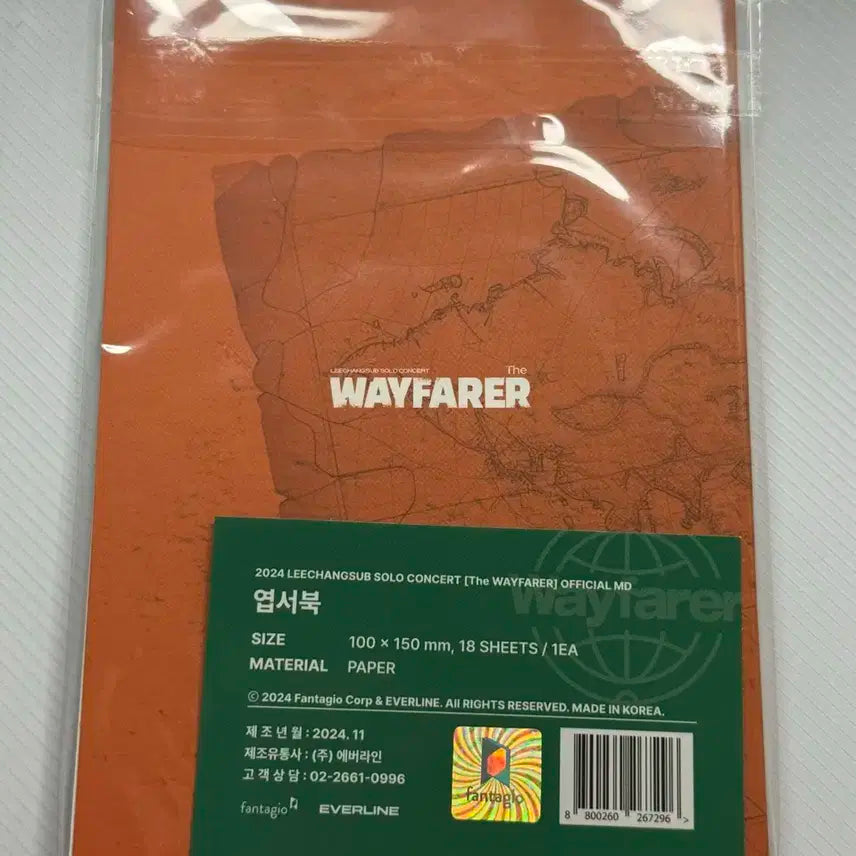 LEECHANGSUB SOLO CONCERT The
WAYFARER
2024 LEECHANGSUB SOLO CONCERT [The WAYFARER] OFFICIAL MD
엽서북
Wayfarer
SIZE 100 × 150 mm, 18 SHEETS / 1EA
MATERIAL PAPER
ⓒ 2024 Fantagio Corp & EVERLINE. All RIGHTS RESERVED. MADE IN KOREA.
제 조 년 월 : 2024. 11
제조유통사 : (주) 에버라인
고 객 상 담 : 02-2661-0996
fantagio EVERLINE
fantagio
8 800260 267296 >